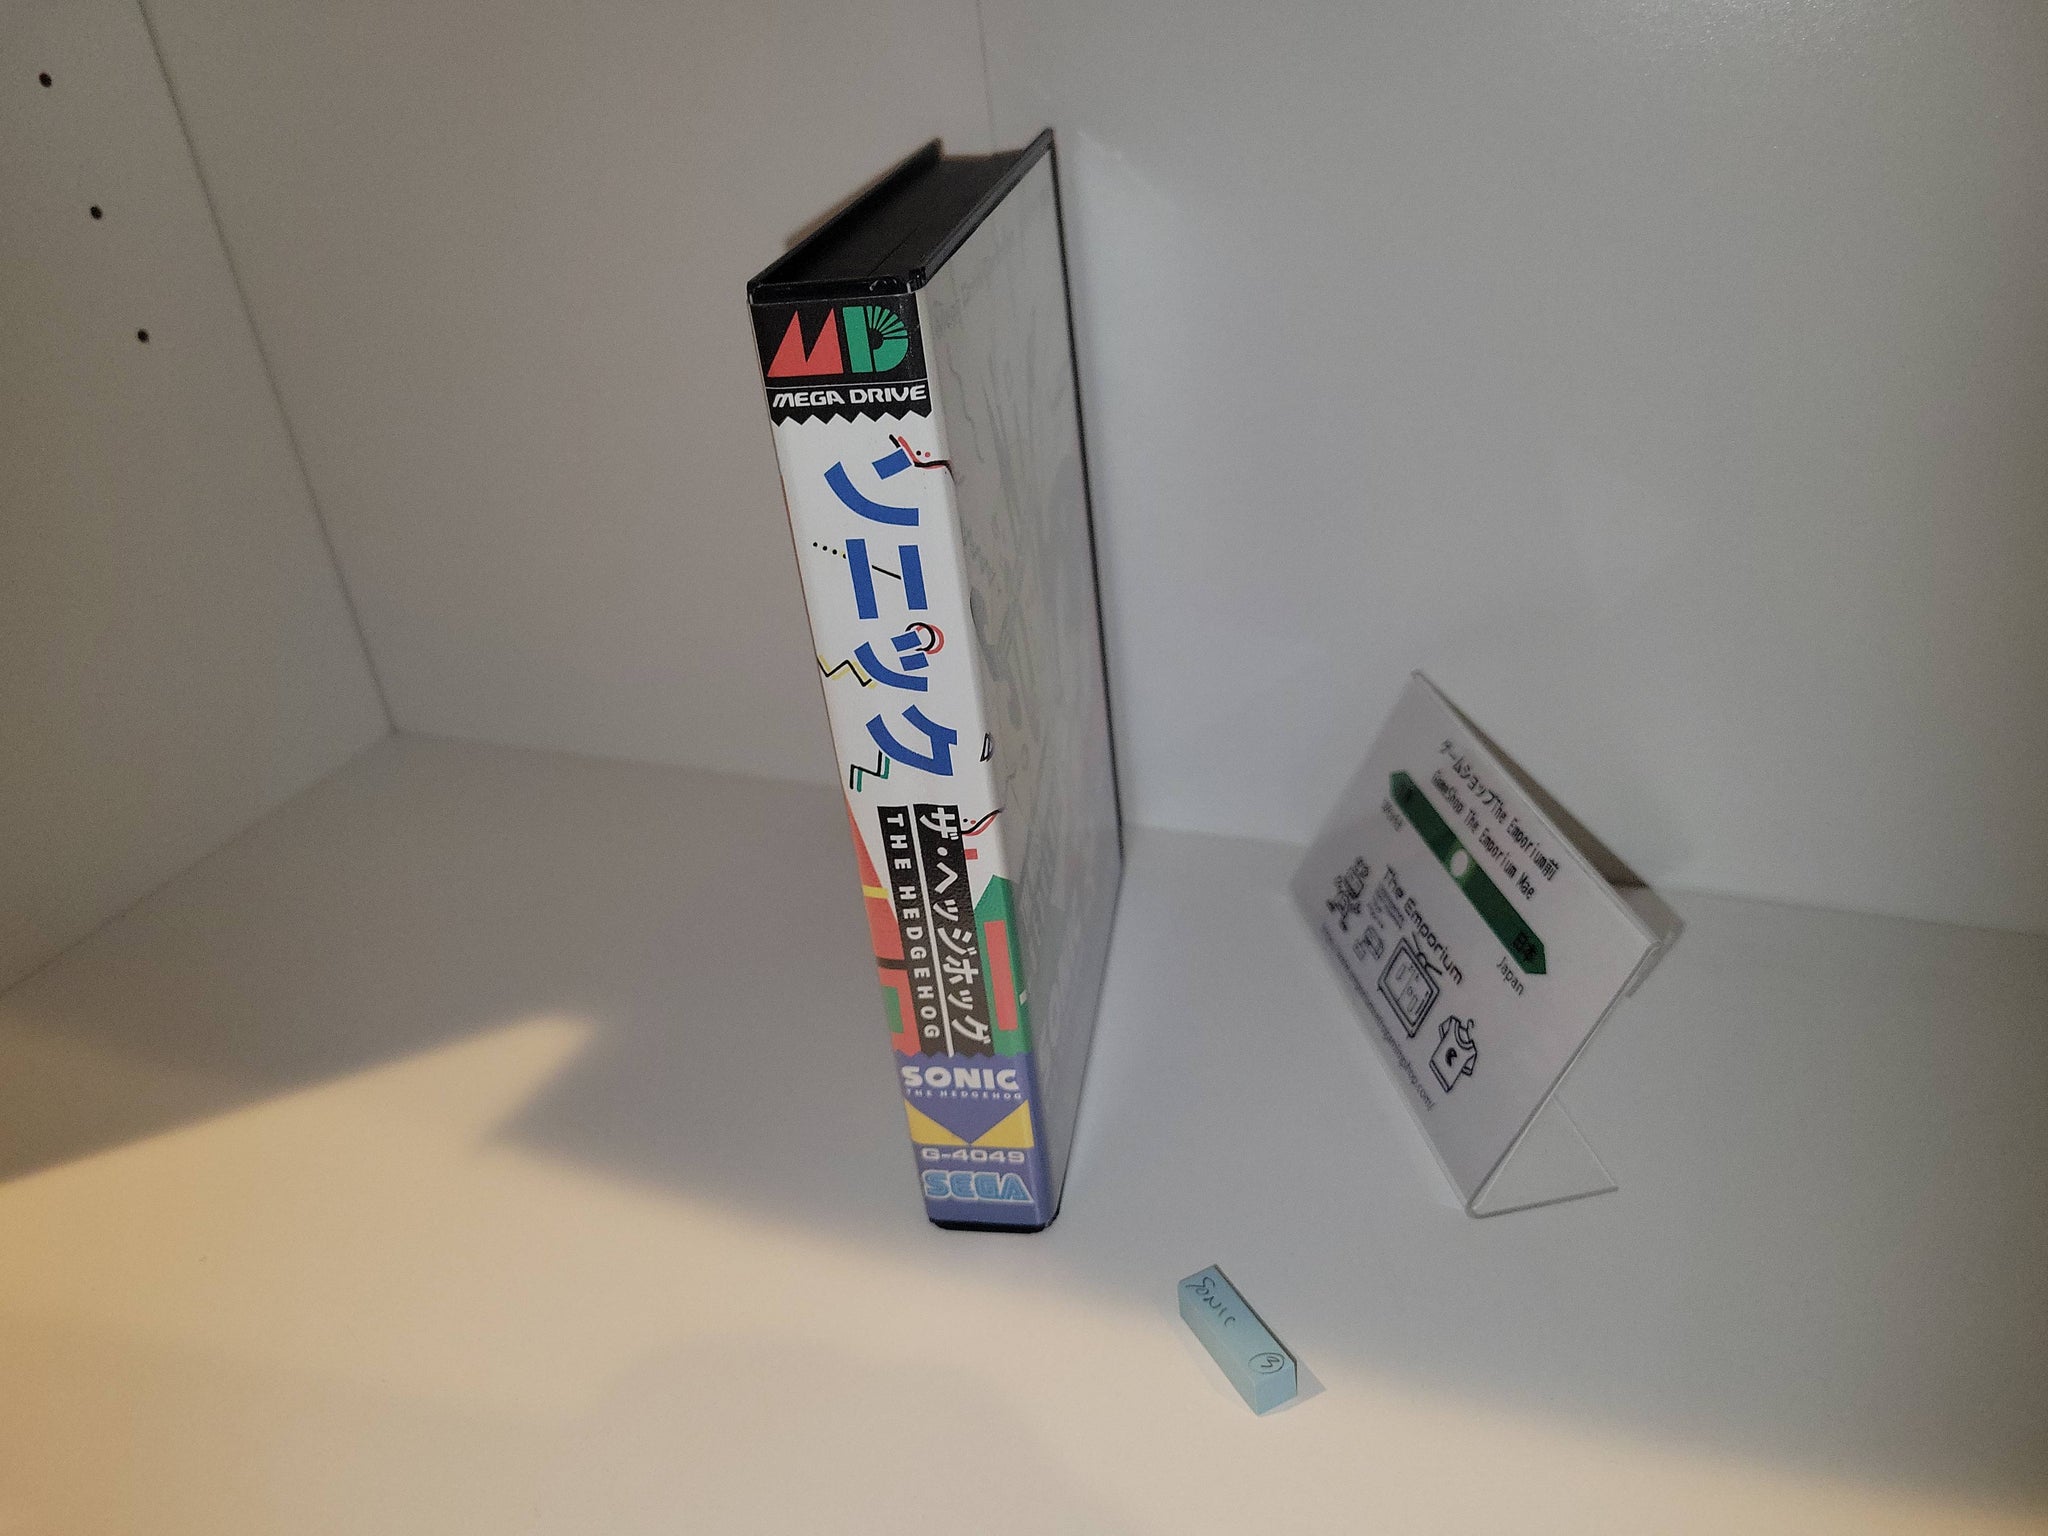 MD
MEGA DRIVE
ソニック
ザ・ヘッジホッグ
THE HEDGEHOG
SONIC
THE HEDGEHOG
G-4049
SEGA
ゲームショップThe Emporium前
GameShop The Emporium Mae
日本
Japan
The Emporium
SONIC ③